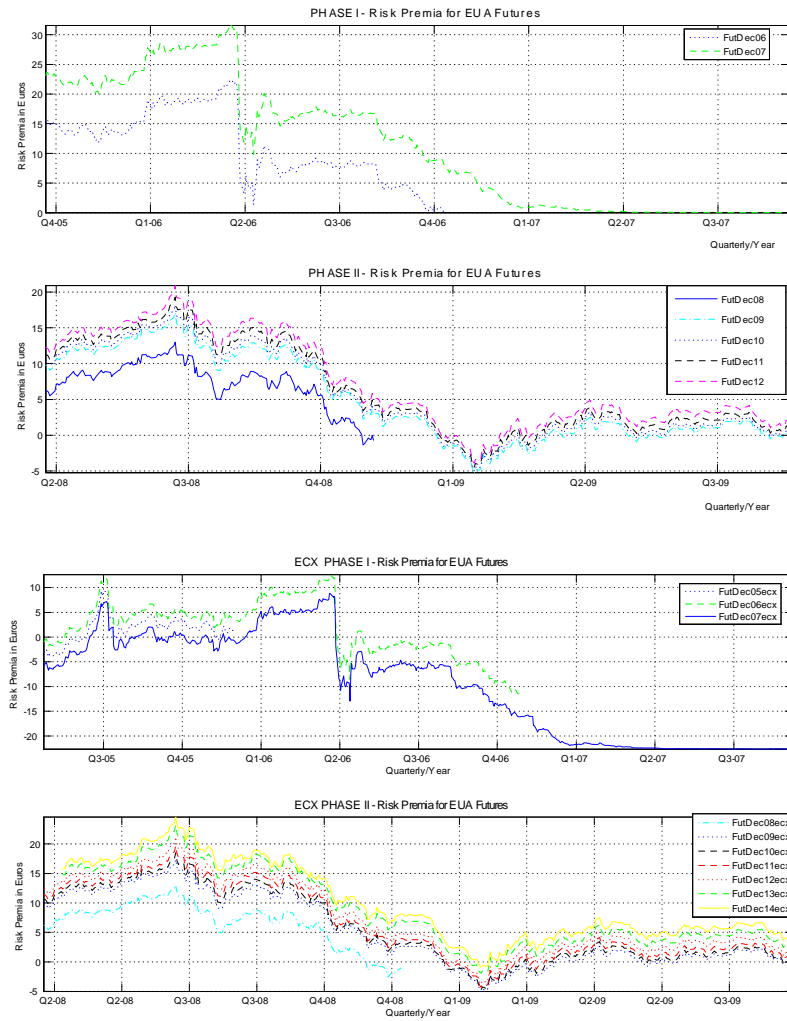 PHASE I - Risk Premia for EUA Futures
Risk Premia in Euros
30
25
20
15
10
5
0
Q4-05 Q1-06 Q2-06 Q3-06 Q4-06 Q1-07 Q2-07 Q3-07
Quarterly/Year
FutDec06
FutDec07
PHASE II - Risk Premia for EUA Futures
Risk Premia in Euros
20
15
10
5
0
-5
Q2-08 Q3-08 Q4-08 Q1-09 Q2-09 Q3-09
Quarterly/Year
FutDec08
FutDec09
FutDec10
FutDec11
FutDec12
ECX PHASE I - Risk Premia for EUA Futures
Risk Premia in Euros
10
5
0
-5
-10
-15
-20
Q3-05 Q4-05 Q1-06 Q2-06 Q3-06 Q4-06 Q1-07 Q2-07 Q3-07
Quarterly/Year
FutDec05ecx
FutDec06ecx
FutDec07ecx
ECX PHASE II - Risk Premia for EUA Futures
Risk Premia in Euros
20
15
10
5
0
-5
Q2-08 Q2-08 Q3-08 Q3-08 Q4-08 Q4-08 Q1-09 Q1-09 Q2-09 Q2-09 Q3-09
Quarterly/Year
FutDec08ecx
FutDec09ecx
FutDec10ecx
FutDec11ecx
FutDec12ecx
FutDec13ecx
FutDec14ecx